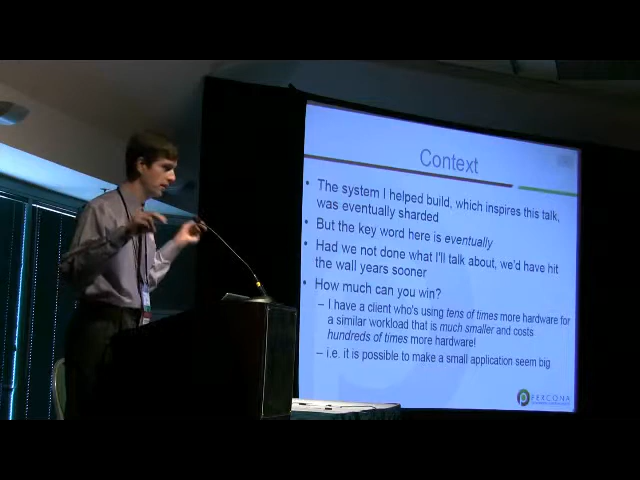 Context
• The system I helped build, which inspires this talk,
was eventually sharded
• But the key word here is eventually
• Had we not done what I'll talk about, we'd have hit
the wall years sooner
• How much can you win?
– I have a client who's using tens of times more hardware for
a similar workload that is much smaller and costs
hundreds of times more hardware!
– i.e. it is possible to make a small application seem big
PERCONA